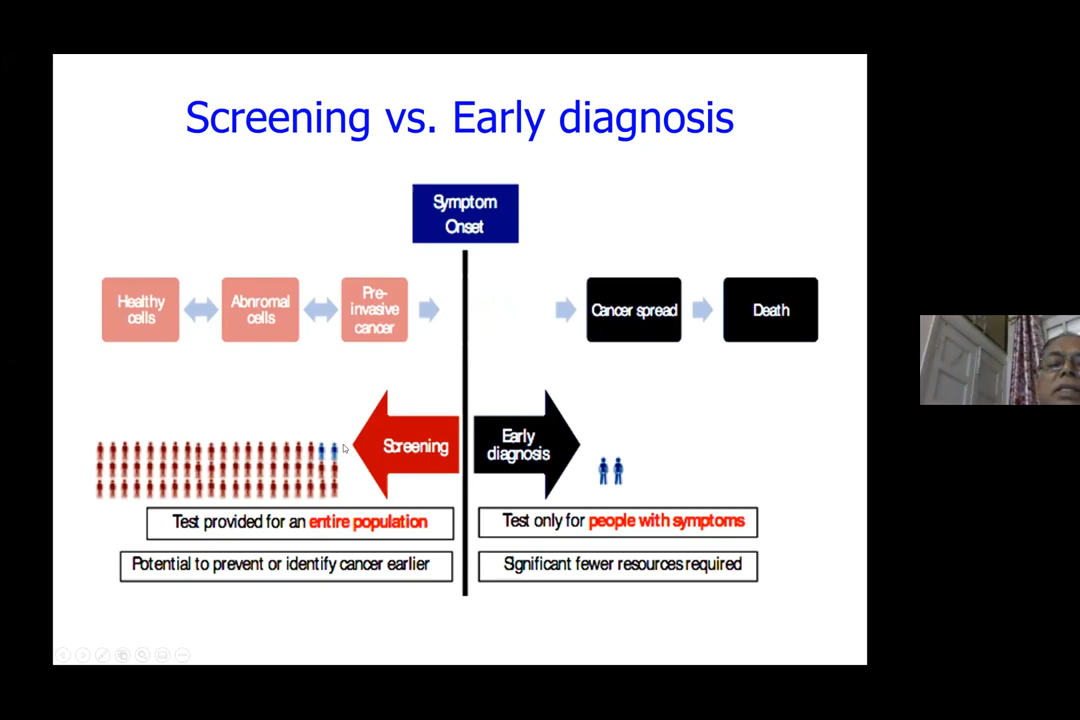 Screening vs. Early diagnosis
Symptom
Onset
Healthy
cells
Abnromal
cells
Pre-
invasive
cancer
Cancer spread
Death
Screening
Early
diagnosis
Test provided for an entire population
Test only for people with symptoms
Potential to prevent or identify cancer earlier
Significant fewer resources required